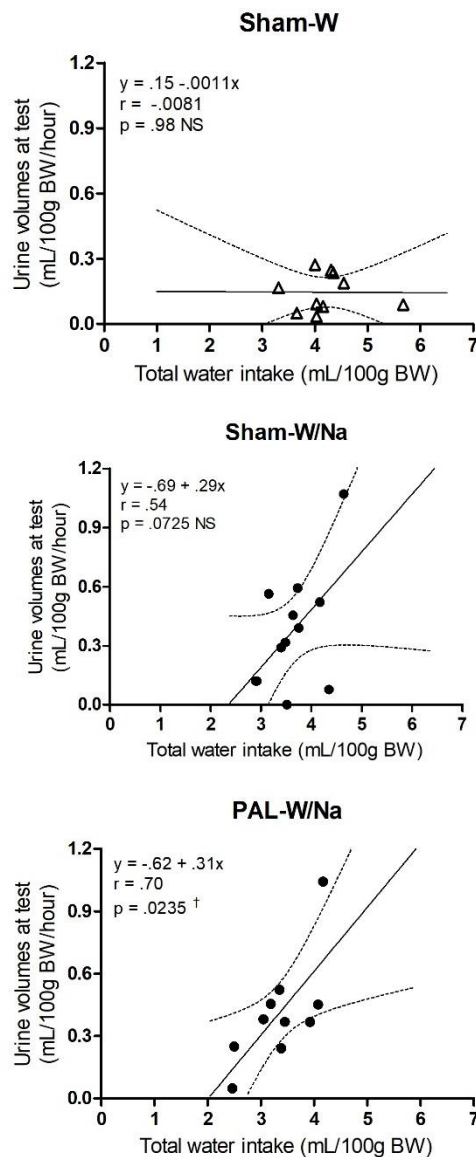 Sham-W
y = .15 -.0011x
r = -.0081
p = .98 NS
Urine volumes at test
(mL/100g BW/hour)
1.2
0.9
0.6
0.3
0.0
0 1 2 3 4 5 6 7
Total water intake (mL/100g BW)
Sham-W/Na
y = -.69 + .29x
r = .54
p = .0725 NS
Urine volumes at test
(mL/100g BW/hour)
1.2
0.9
0.6
0.3
0.0
0 1 2 3 4 5 6 7
Total water intake (mL/100g BW)
PAL-W/Na
y = -.62 + .31x
r = .70
p = .0235 †
Urine volumes at test
(mL/100g BW/hour)
1.2
0.9
0.6
0.3
0.0
0 1 2 3 4 5 6 7
Total water intake (mL/100g BW)